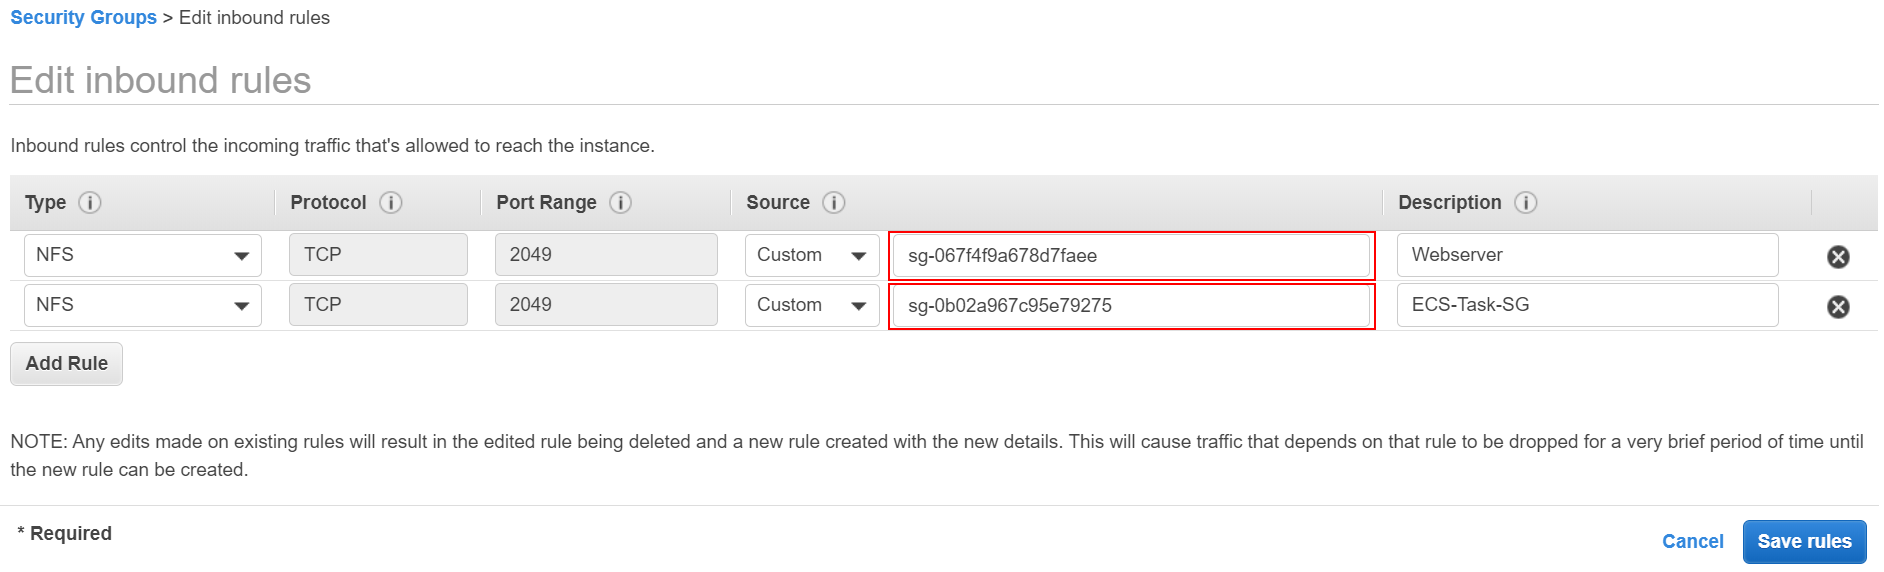 Security Groups > Edit inbound rules
Edit inbound rules
Inbound rules control the incoming traffic that's allowed to reach the instance.
Type Protocol Port Range Source Description
NFS TCP 2049 Custom sg-067f4f9a678d7faee Webserver
NFS TCP 2049 Custom sg-0b02a967c95e79275 ECS-Task-SG
Add Rule
NOTE: Any edits made on existing rules will result in the edited rule being deleted and a new rule created with the new details. This will cause traffic that depends on that rule to be dropped for a very brief period of time until
the new rule can be created.
* Required
Cancel Save rules